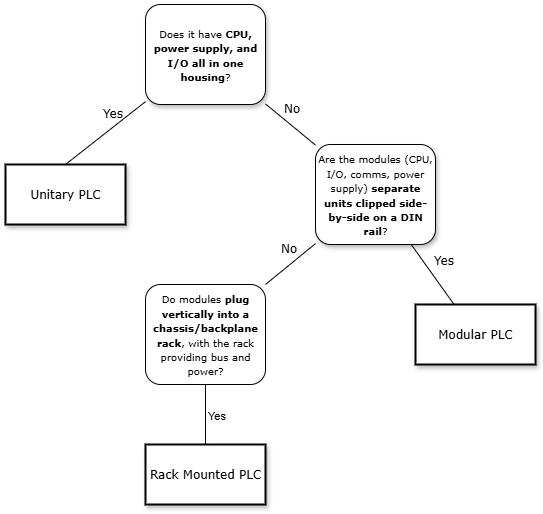 Does it have CPU,
power supply, and
I/O all in one
housing?
Yes
No
Unitary PLC
Are the modules (CPU,
I/O, comms, power
supply) separate
units clipped side-
by-side on a DIN
rail?
No
Yes
Do modules plug
vertically into a
chassis/backplane
rack, with the rack
providing bus and
power?
Modular PLC
Yes
Rack Mounted PLC